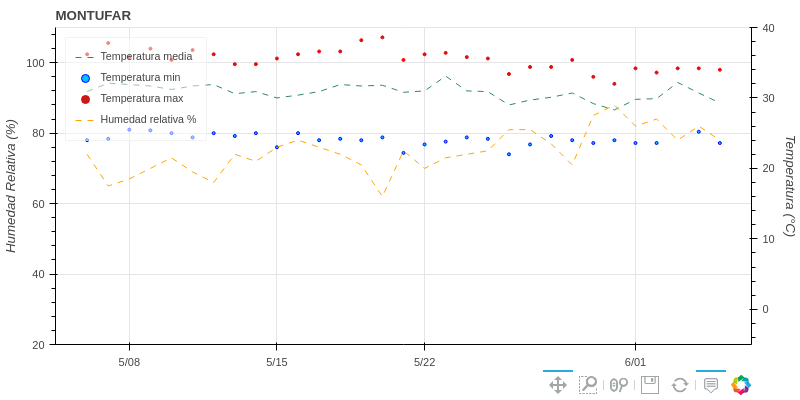 MONTUFAR
Temperatura media
Temperatura min
Temperatura max
Humedad relativa %
Humedad Relativa (%)
100
80
60
40
20
Temperatura (°C)
40
30
20
10
0
5/08
5/15
5/22
6/01